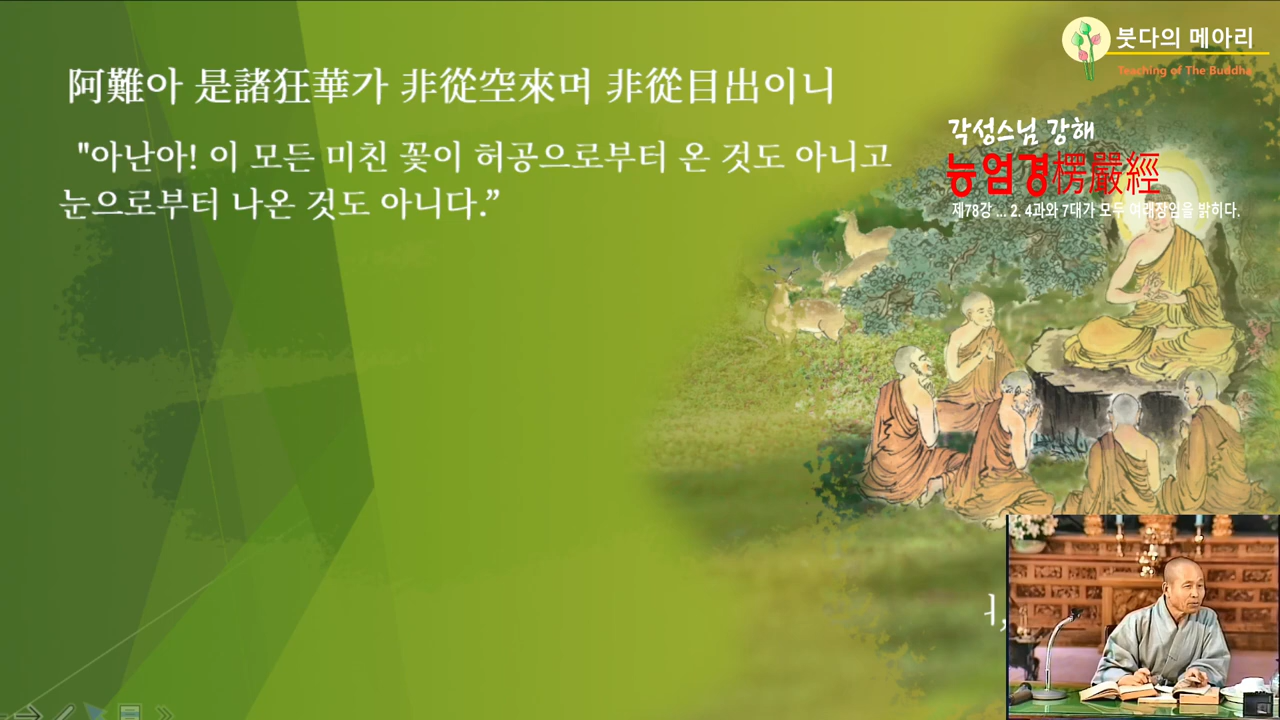 阿難아 是諸狂華가 非從空來며 非從目出이니
"아난아! 이 모든 미친 꽃이 허공으로부터 온 것도 아니고
눈으로부터 나온 것도 아니다.”
붓다의 메아리
Teaching of The Buddha
각성스님 강해
능엄경楞嚴經
제78강 ... 2. 4과와 7대가 모두 여래장임을 밝히다.